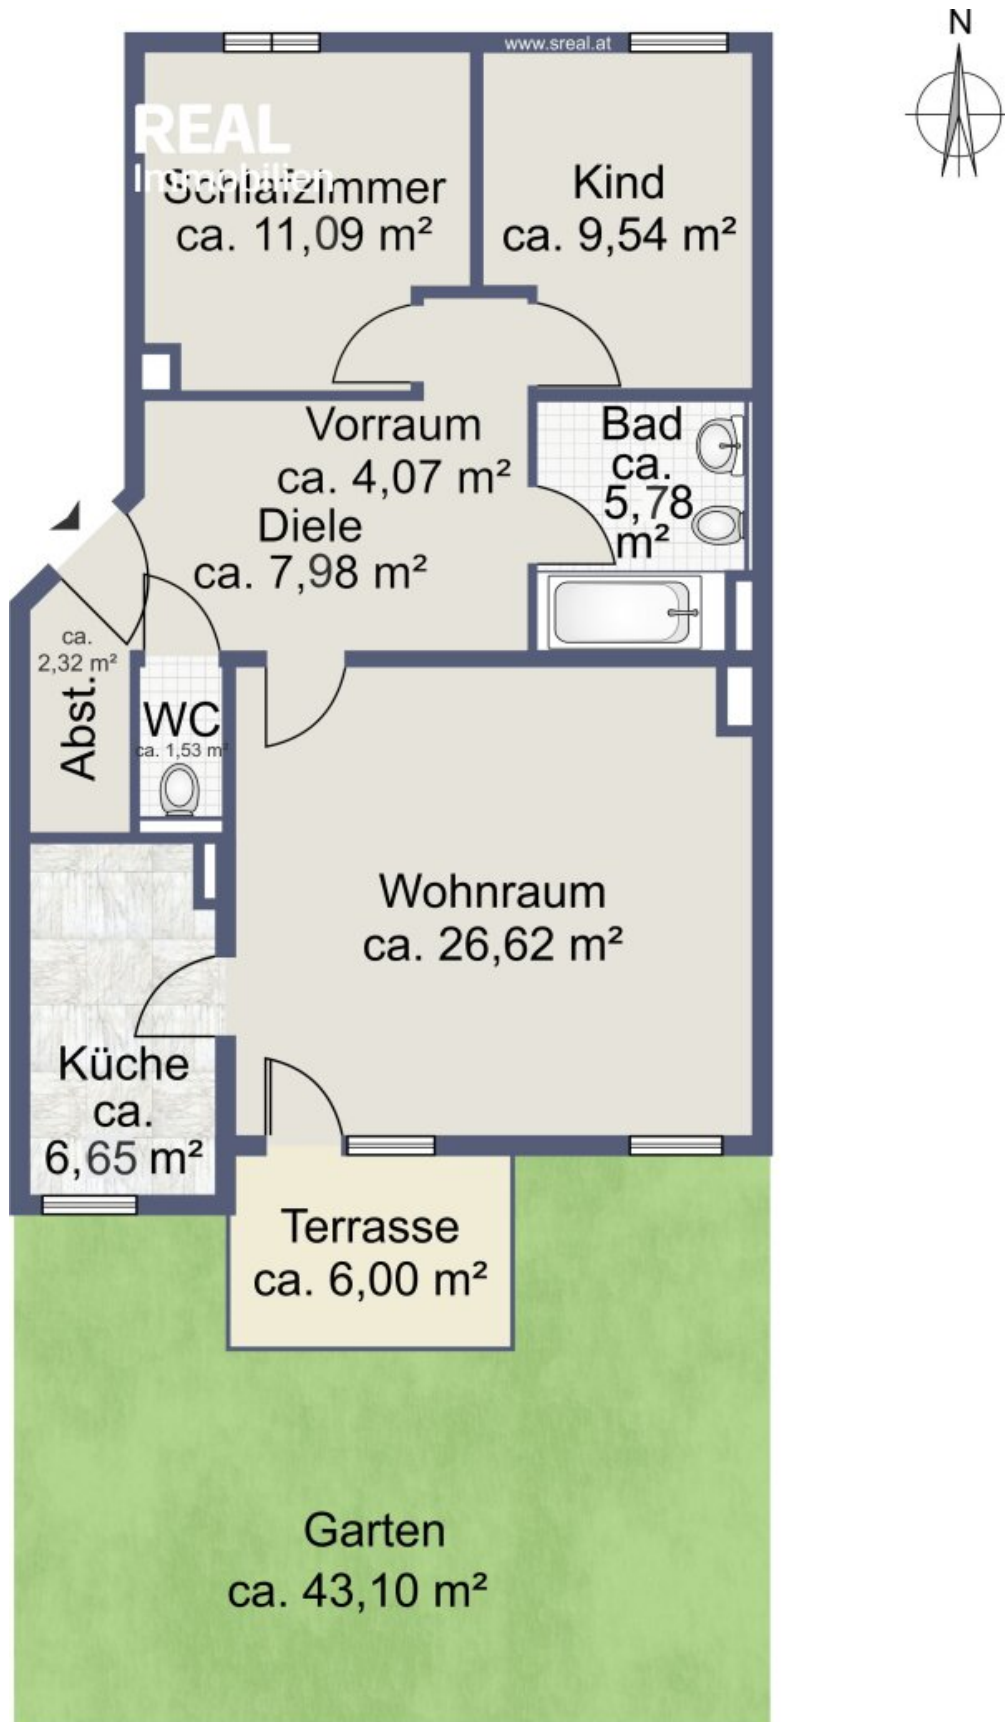 N
www.sreal.at
REAL
Immobilien
Schlafzimmer
ca. 11,09 m²
Kind
ca. 9,54 m²
Vorraum
ca. 4,07 m²
Bad
ca.
5,78
m²
Diele
ca. 7,98 m²
ca.
2,32 m²
Abst.
WC
ca. 1,53 m²
Wohnraum
ca. 26,62 m²
Küche
ca.
6,65 m²
Terrasse
ca. 6,00 m²
Garten
ca. 43,10 m²